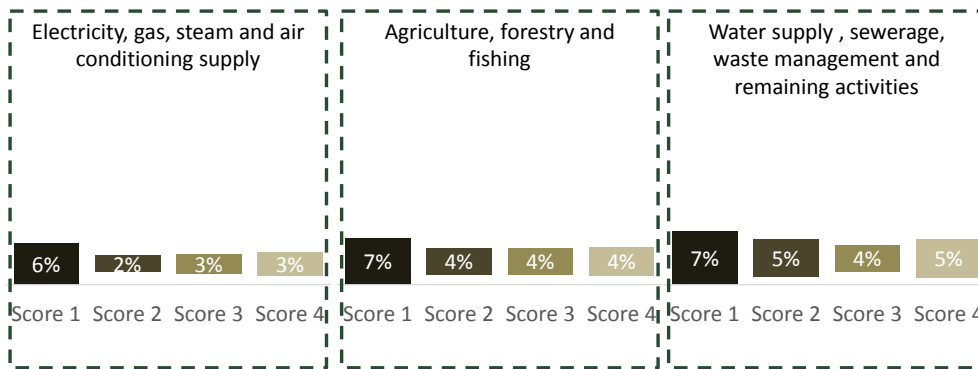 Electricity, gas, steam and air
conditioning supply
6% 2% 3% 3%
Score 1 Score 2 Score 3 Score 4
Agriculture, forestry and
fishing
7% 4% 4% 4%
Score 1 Score 2 Score 3 Score 4
Water supply , sewerage,
waste management and
remaining activities
7% 5% 4% 5%
Score 1 Score 2 Score 3 Score 4